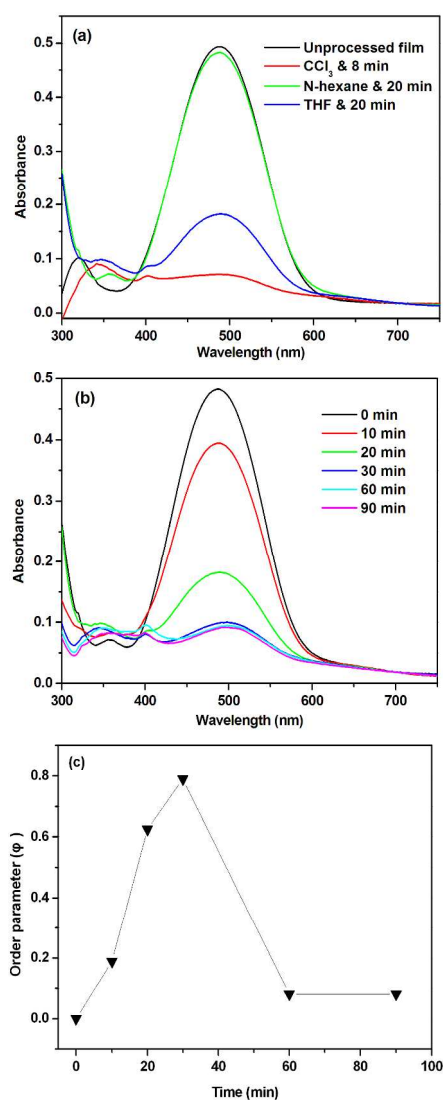 (a)
Unprocessed film
CCl₃ & 8 min
N-hexane & 20 min
THF & 20 min
0.5
0.4
0.3
0.2
0.1
0.0
Absorbance
300 400 500 600 700
Wavelength (nm)
(b)
0 min
10 min
20 min
30 min
60 min
90 min
0.5
0.4
0.3
0.2
0.1
0.0
Absorbance
300 400 500 600 700
Wavelength (nm)
(c)
0.8
0.6
0.4
0.2
0.0
Order parameter (φ)
0 20 40 60 80 100
Time (min)